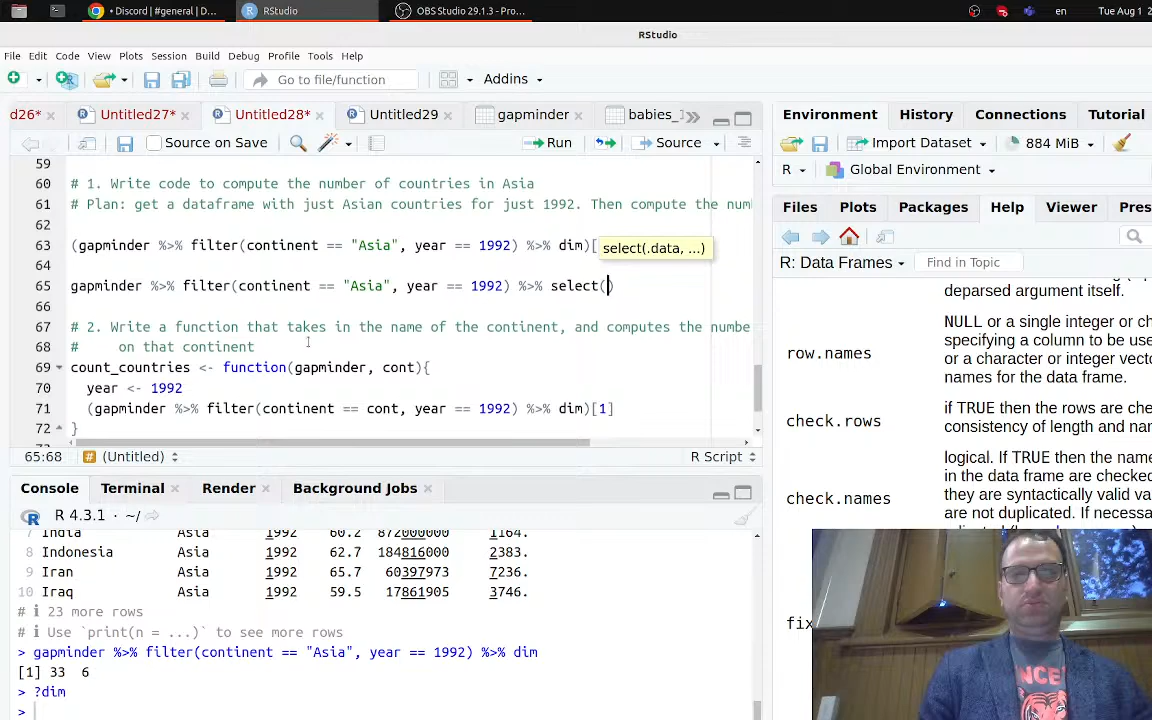 • Discord | #general | D...
RStudio
OBS Studio 29.1.3 - Pro...
en
Tue Aug 1 2
RStudio
File Edit Code View Plots Session Build Debug Profile Tools Help
Go to file/function
Addins
d26*
Untitled27*
Untitled28*
Untitled29
gapminder
babies_
Source on Save
Run
Source
59
60 # 1. Write code to compute the number of countries in Asia
61 # Plan: get a dataframe with just Asian countries for just 1992. Then compute the num
62
63 (gapminder %>% filter(continent == "Asia", year == 1992) %>% dim)[
select(.data, ...)
64
65 gapminder %>% filter(continent == "Asia", year == 1992) %>% select()
66
67 # 2. Write a function that takes in the name of the continent, and computes the numbe
68 #     on that continent
69 count_countries <- function(gapminder, cont){
70   year <- 1992
71   (gapminder %>% filter(continent == cont, year == 1992) %>% dim)[1]
72 }
65:68
# (Untitled)
R Script
Console
Terminal
Render
Background Jobs
R 4.3.1 · ~/
7 India Asia 1992 60.2 872000000 1164.
8 Indonesia Asia 1992 62.7 184816000 2383.
9 Iran Asia 1992 65.7 60397973 7236.
10 Iraq Asia 1992 59.5 17861905 3746.
# ℹ 23 more rows
# ℹ Use `print(n = ...)` to see more rows
> gapminder %>% filter(continent == "Asia", year == 1992) %>% dim
[1] 33  6
> ?dim
>
Environment History Connections Tutorial
Import Dataset
884 MiB
R
Global Environment
Files Plots Packages Help Viewer Pres
R: Data Frames
Find in Topic
deparsed argument itself.
row.names
NULL or a single integer or ch
specifying a column to be use
or a character or integer vecto
names for the data frame.
check.rows
if TRUE then the rows are che
consistency of length and nan
check.names
logical. If TRUE then the name
in the data frame are checked
they are syntactically valid va
are not duplicated. If necessa
fix